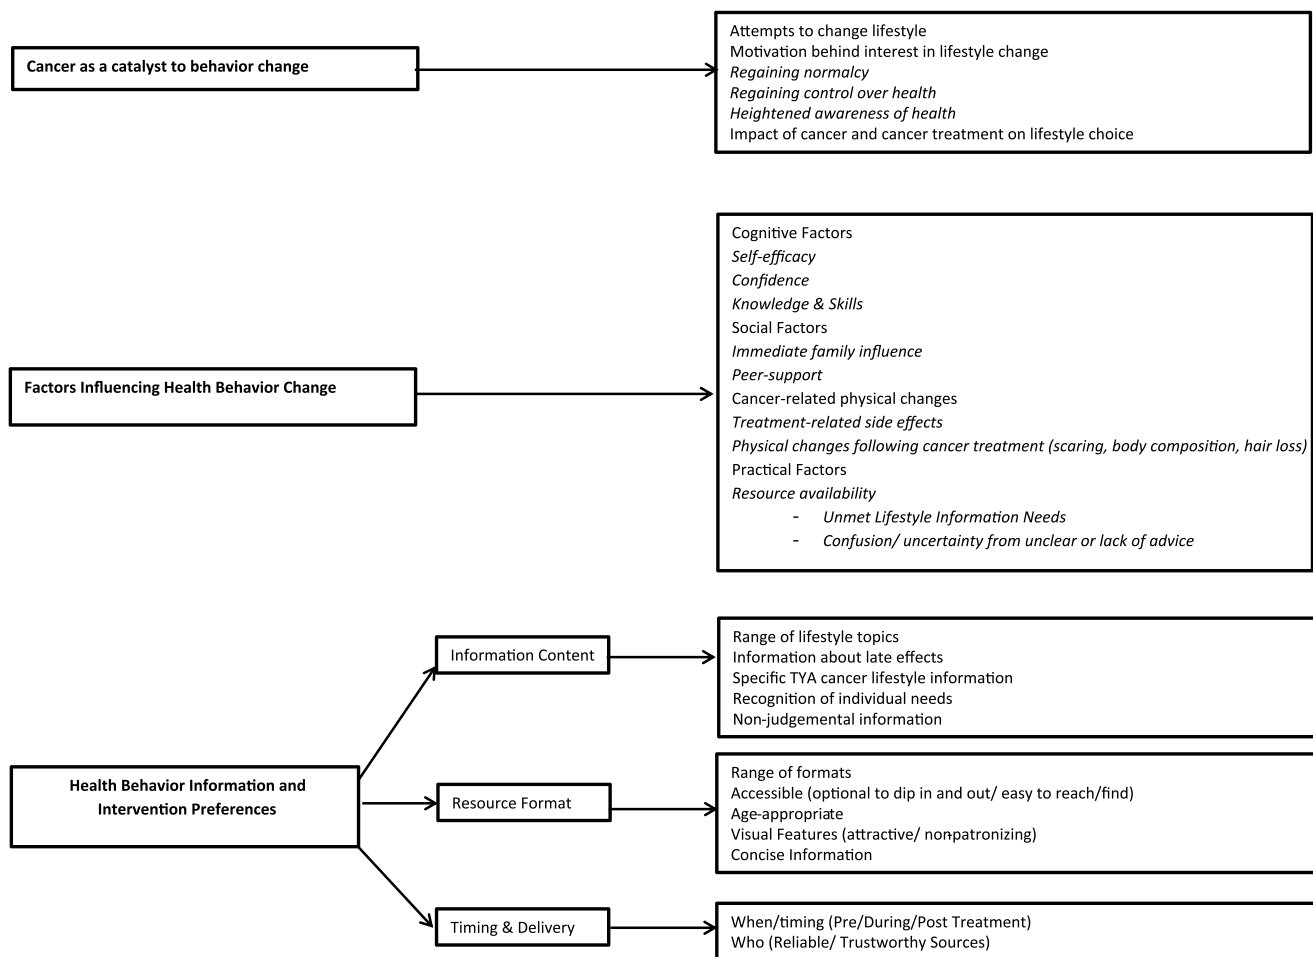 Cancer as a catalyst to behavior change
Attempts to change lifestyle
Motivation behind interest in lifestyle change
Regaining normalcy
Regaining control over health
Heightened awareness of health
Impact of cancer and cancer treatment on lifestyle choice
Factors Influencing Health Behavior Change
Cognitive Factors
Self-efficacy
Confidence
Knowledge & Skills
Social Factors
Immediate family influence
Peer-support
Cancer-related physical changes
Treatment-related side effects
Physical changes following cancer treatment (scaring, body composition, hair loss)
Practical Factors
Resource availability
- Unmet Lifestyle Information Needs
- Confusion/ uncertainty from unclear or lack of advice
Health Behavior Information and
Intervention Preferences
Information Content
Range of lifestyle topics
Information about late effects
Specific TYA cancer lifestyle information
Recognition of individual needs
Non-judgemental information
Resource Format
Range of formats
Accessible (optional to dip in and out/ easy to reach/find)
Age-appropriate
Visual Features (attractive/ non-patronizing)
Concise Information
Timing & Delivery
When/timing (Pre/During/Post Treatment)
Who (Reliable/ Trustworthy Sources)